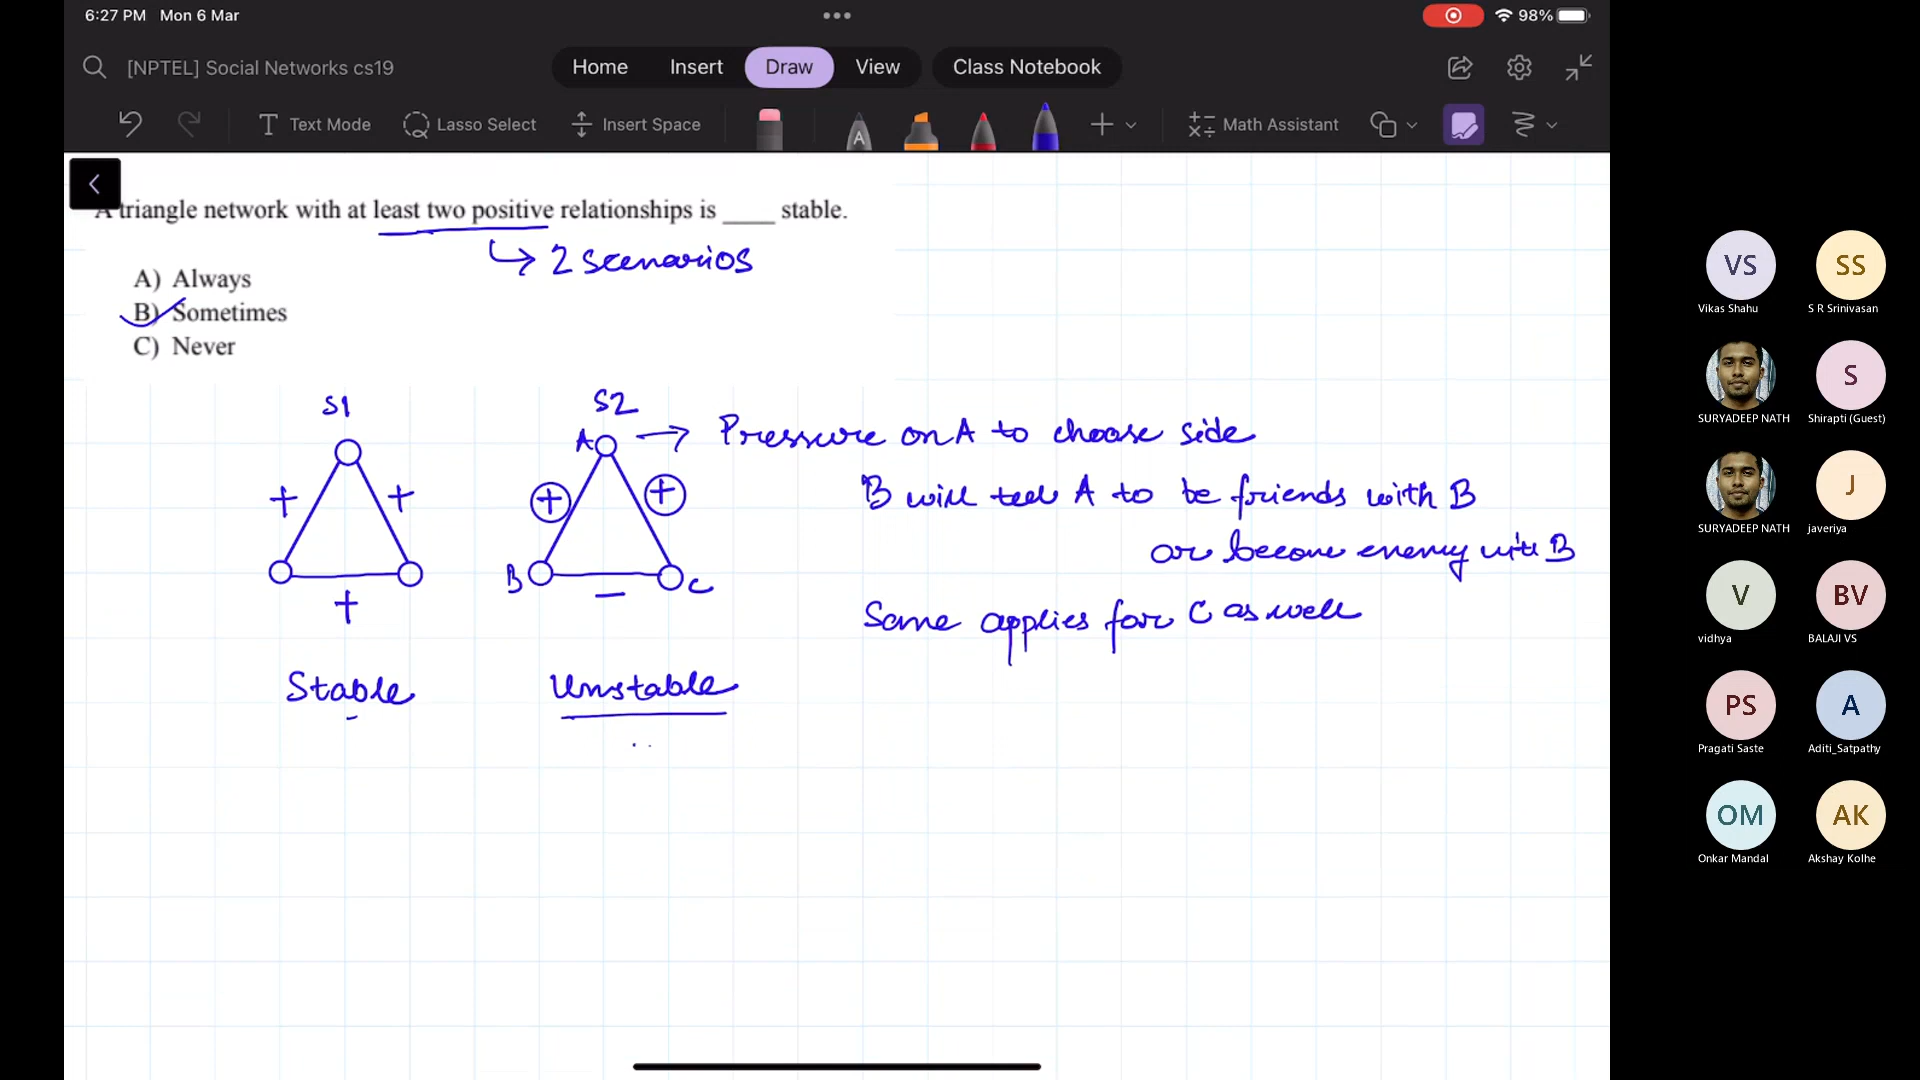 6:27 PM Mon 6 Mar
98%
[NPTEL] Social Networks cs19
Home Insert Draw View Class Notebook
Text Mode Lasso Select Insert Space A Math Assistant
A triangle network with at least two positive relationships is ____ stable.
↳ 2 scenarios
A) Always
B) Sometimes
C) Never
S1
S2
A → Pressure on A to choose side
+ + + +
B will tell A to be friends with B
or become enemy with B
B − C
+
Same applies for C as well
Stable Unstable
VS SS
Vikas Shahu S R Srinivasan
S
SURYADEEP NATH Shirapti (Guest)
J
SURYADEEP NATH javeriya
V BV
vidhya BALAJI VS
PS A
Pragati Saste Aditi_Satpathy
OM AK
Onkar Mandal Akshay Kolhe